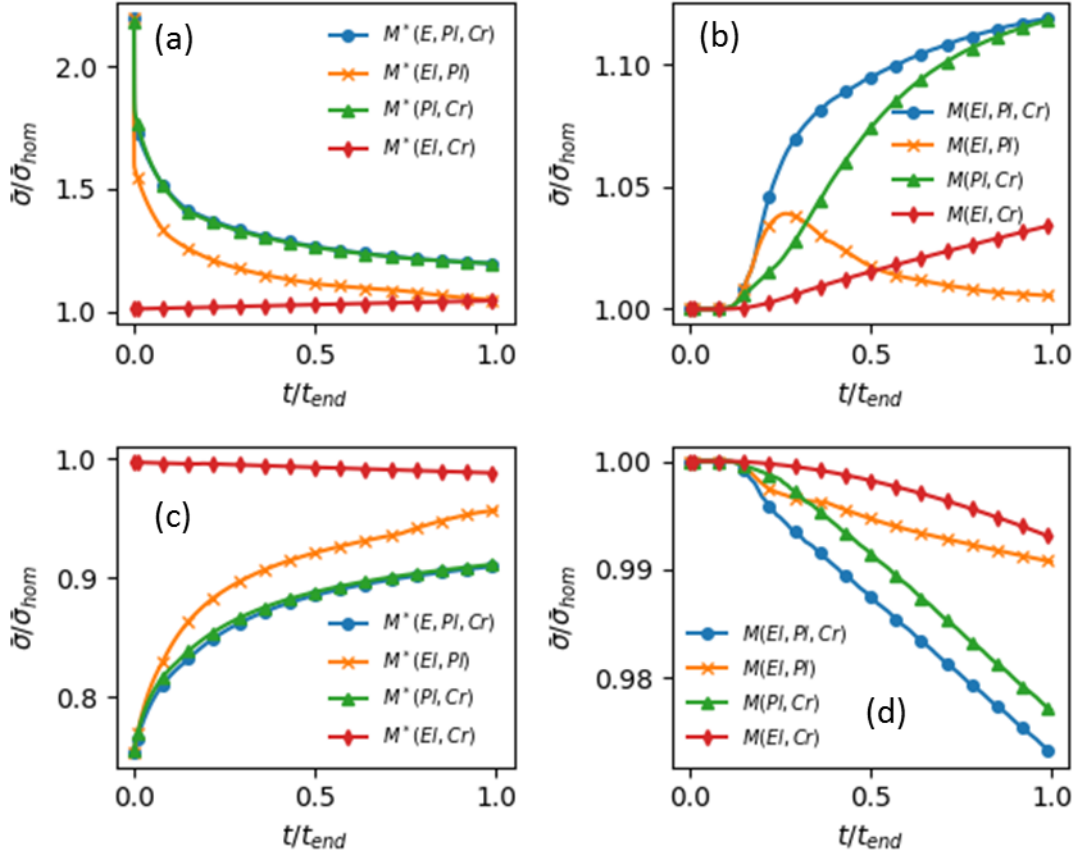 (a)
M*(E, Pl, Cr)
M*(El, Pl)
M*(Pl, Cr)
M*(El, Cr)
2.0
1.5
1.0
σ̄/σ̄hom
0.0 0.5 1.0
t/tend
(b)
M(El, Pl, Cr)
M(El, Pl)
M(Pl, Cr)
M(El, Cr)
1.10
1.05
1.00
σ̄/σ̄hom
0.0 0.5 1.0
t/tend
(c)
M*(E, Pl, Cr)
M*(El, Pl)
M*(Pl, Cr)
M*(El, Cr)
1.0
0.9
0.8
σ̄/σ̄hom
0.0 0.5 1.0
t/tend
(d)
M(El, Pl, Cr)
M(El, Pl)
M(Pl, Cr)
M(El, Cr)
1.00
0.99
0.98
σ̄/σ̄hom
0.0 0.5 1.0
t/tend